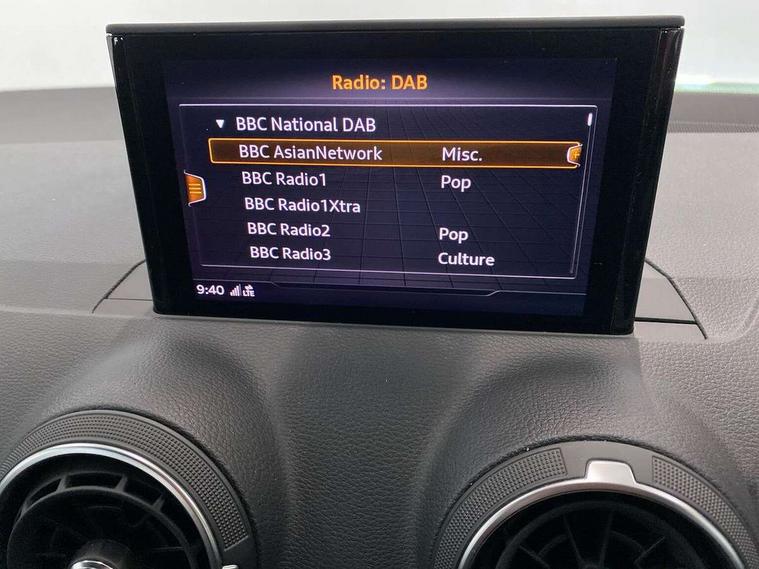 Radio: DAB
▼ BBC National DAB
BBC AsianNetwork Misc.
BBC Radio1 Pop
BBC Radio1Xtra
BBC Radio2 Pop
BBC Radio3 Culture
9:40 LTE